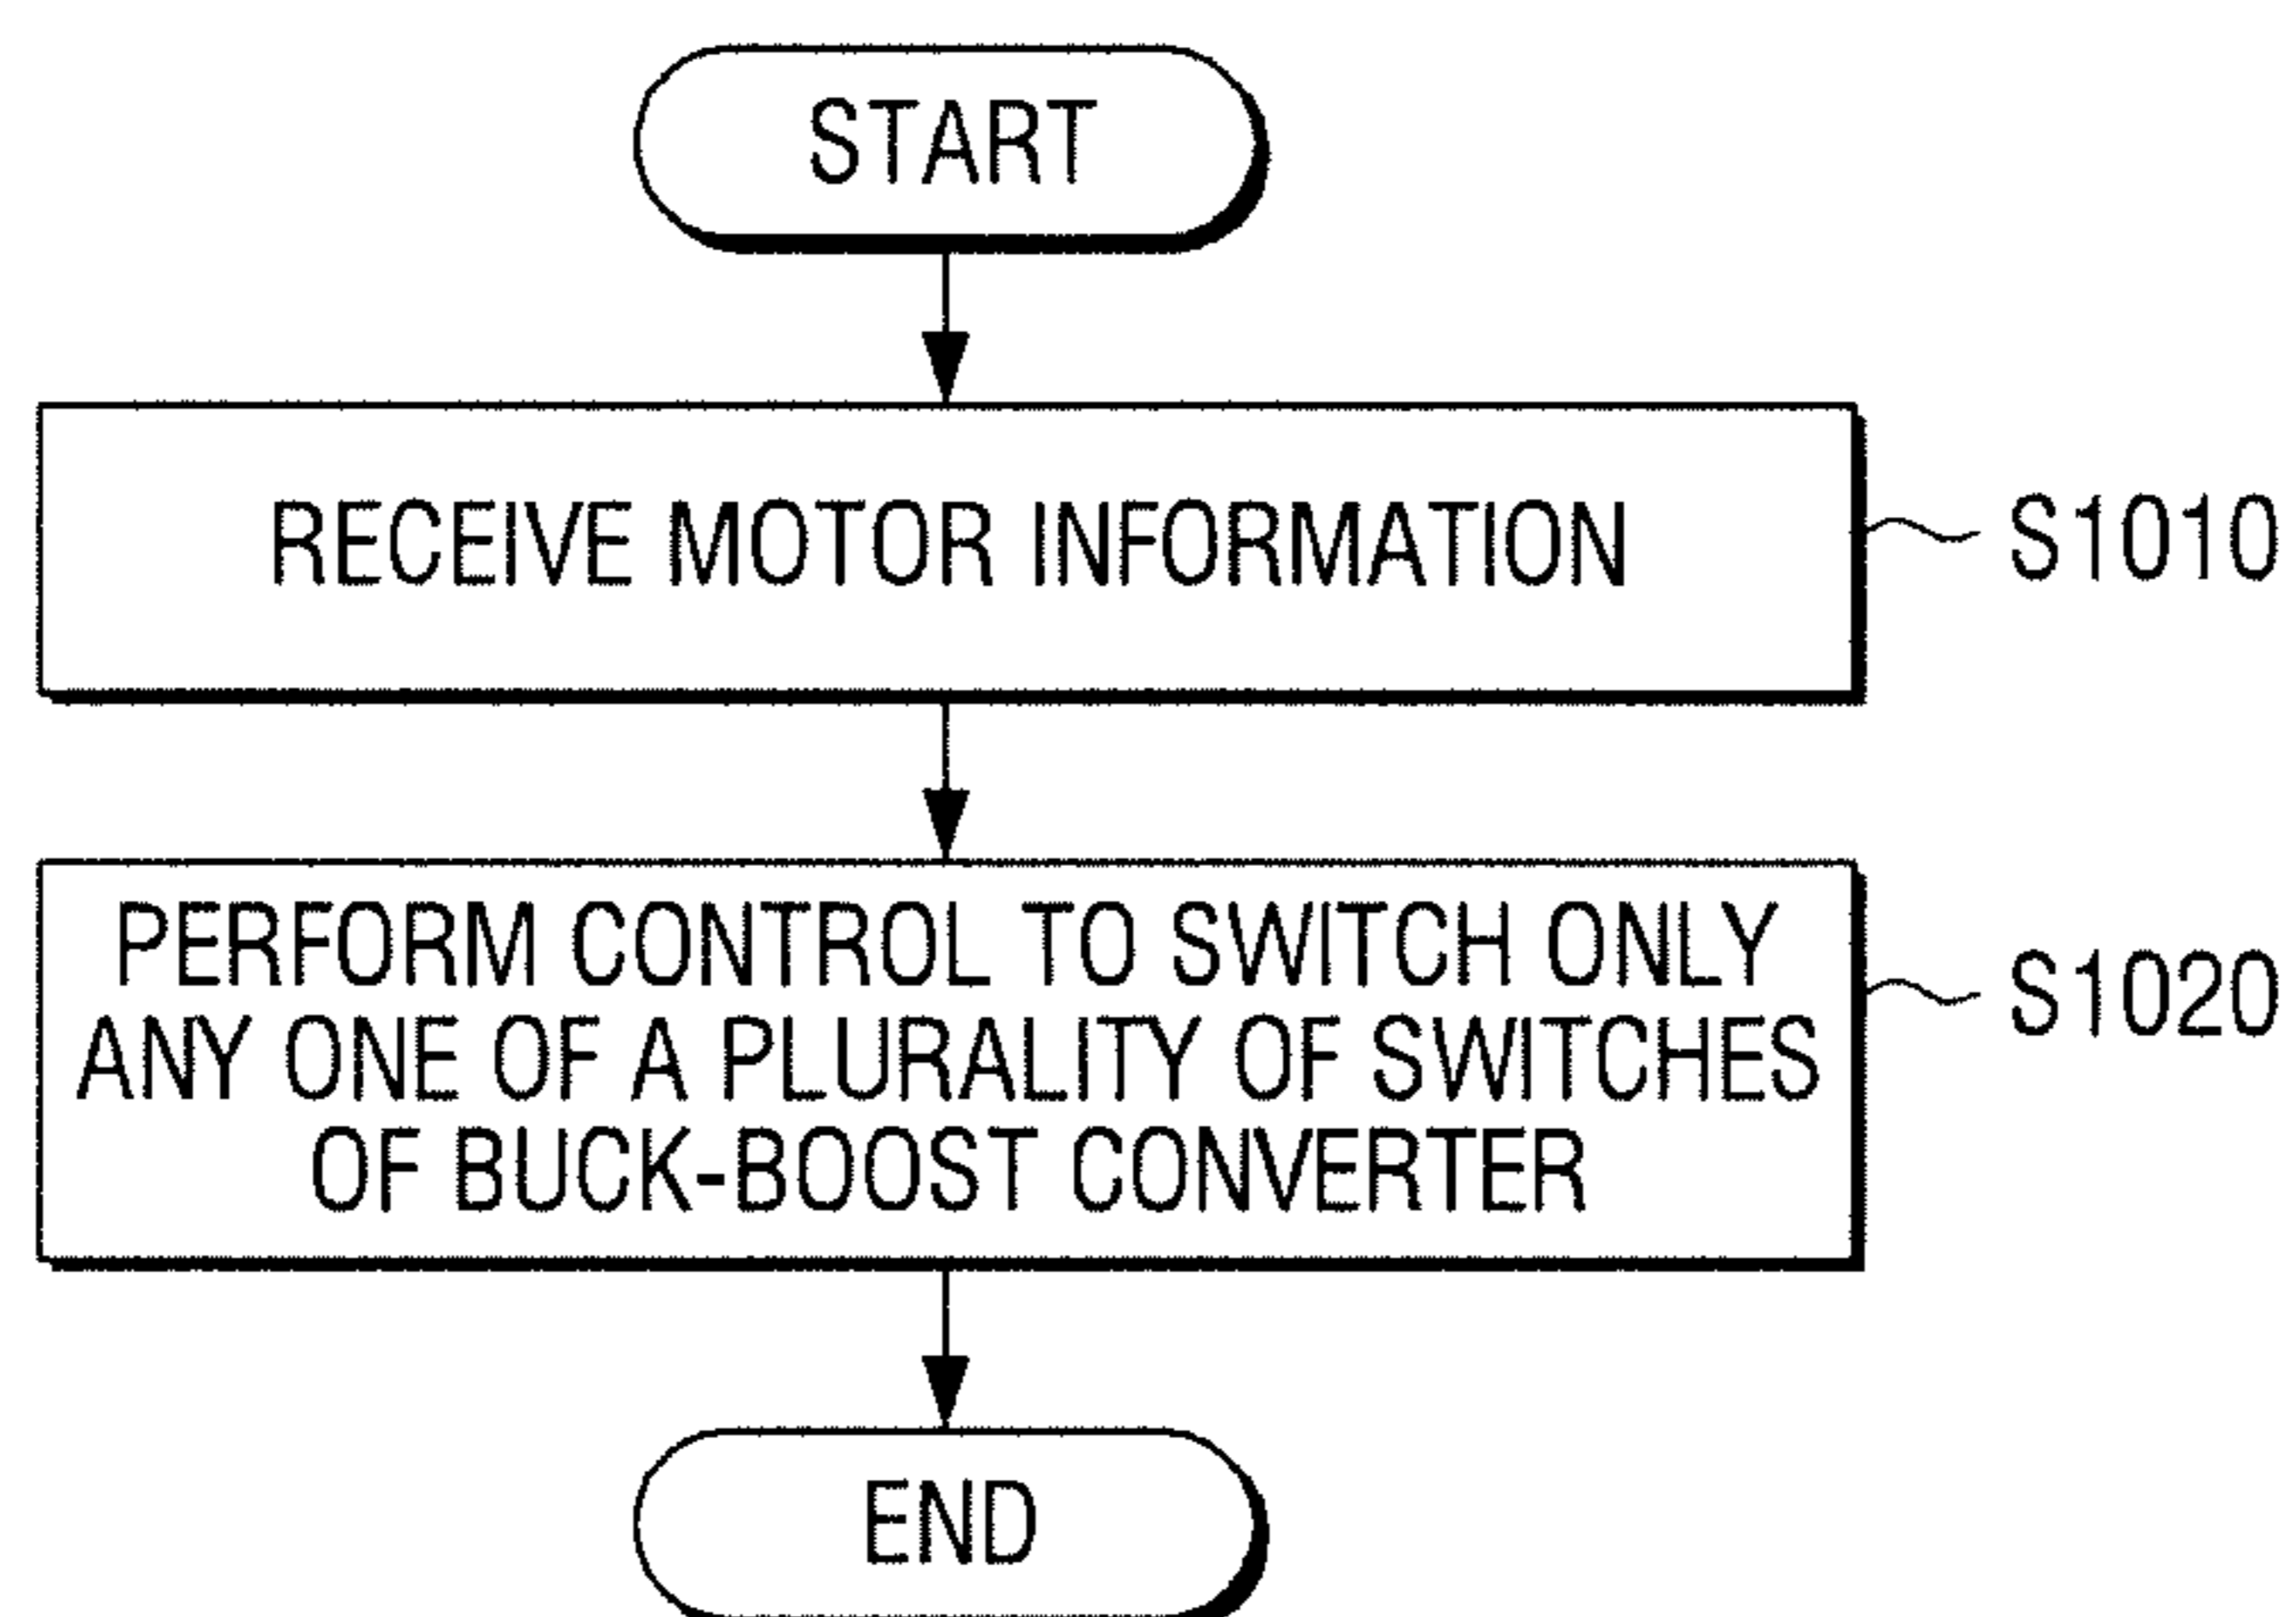 START
RECEIVE MOTOR INFORMATION
S1010
PERFORM CONTROL TO SWITCH ONLY
ANY ONE OF A PLURALITY OF SWITCHES
OF BUCK-BOOST CONVERTER
S1020
END